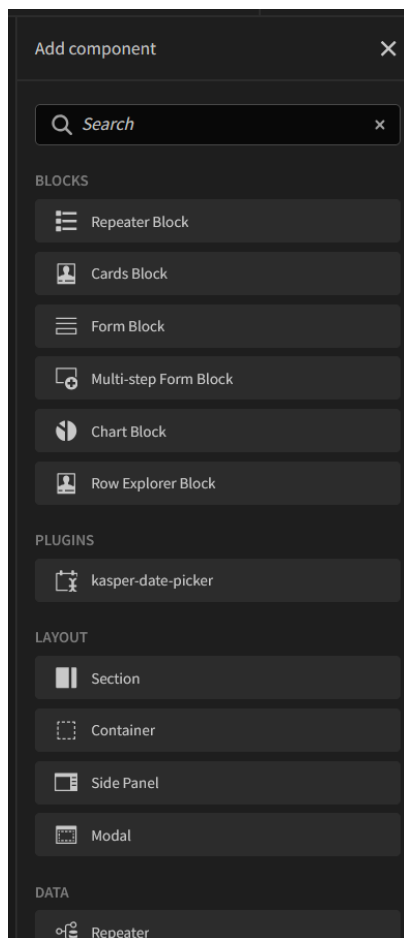 Add component
Search
BLOCKS
Repeater Block
Cards Block
Form Block
Multi-step Form Block
Chart Block
Row Explorer Block
PLUGINS
kasper-date-picker
LAYOUT
Section
Container
Side Panel
Modal
DATA
Repeater